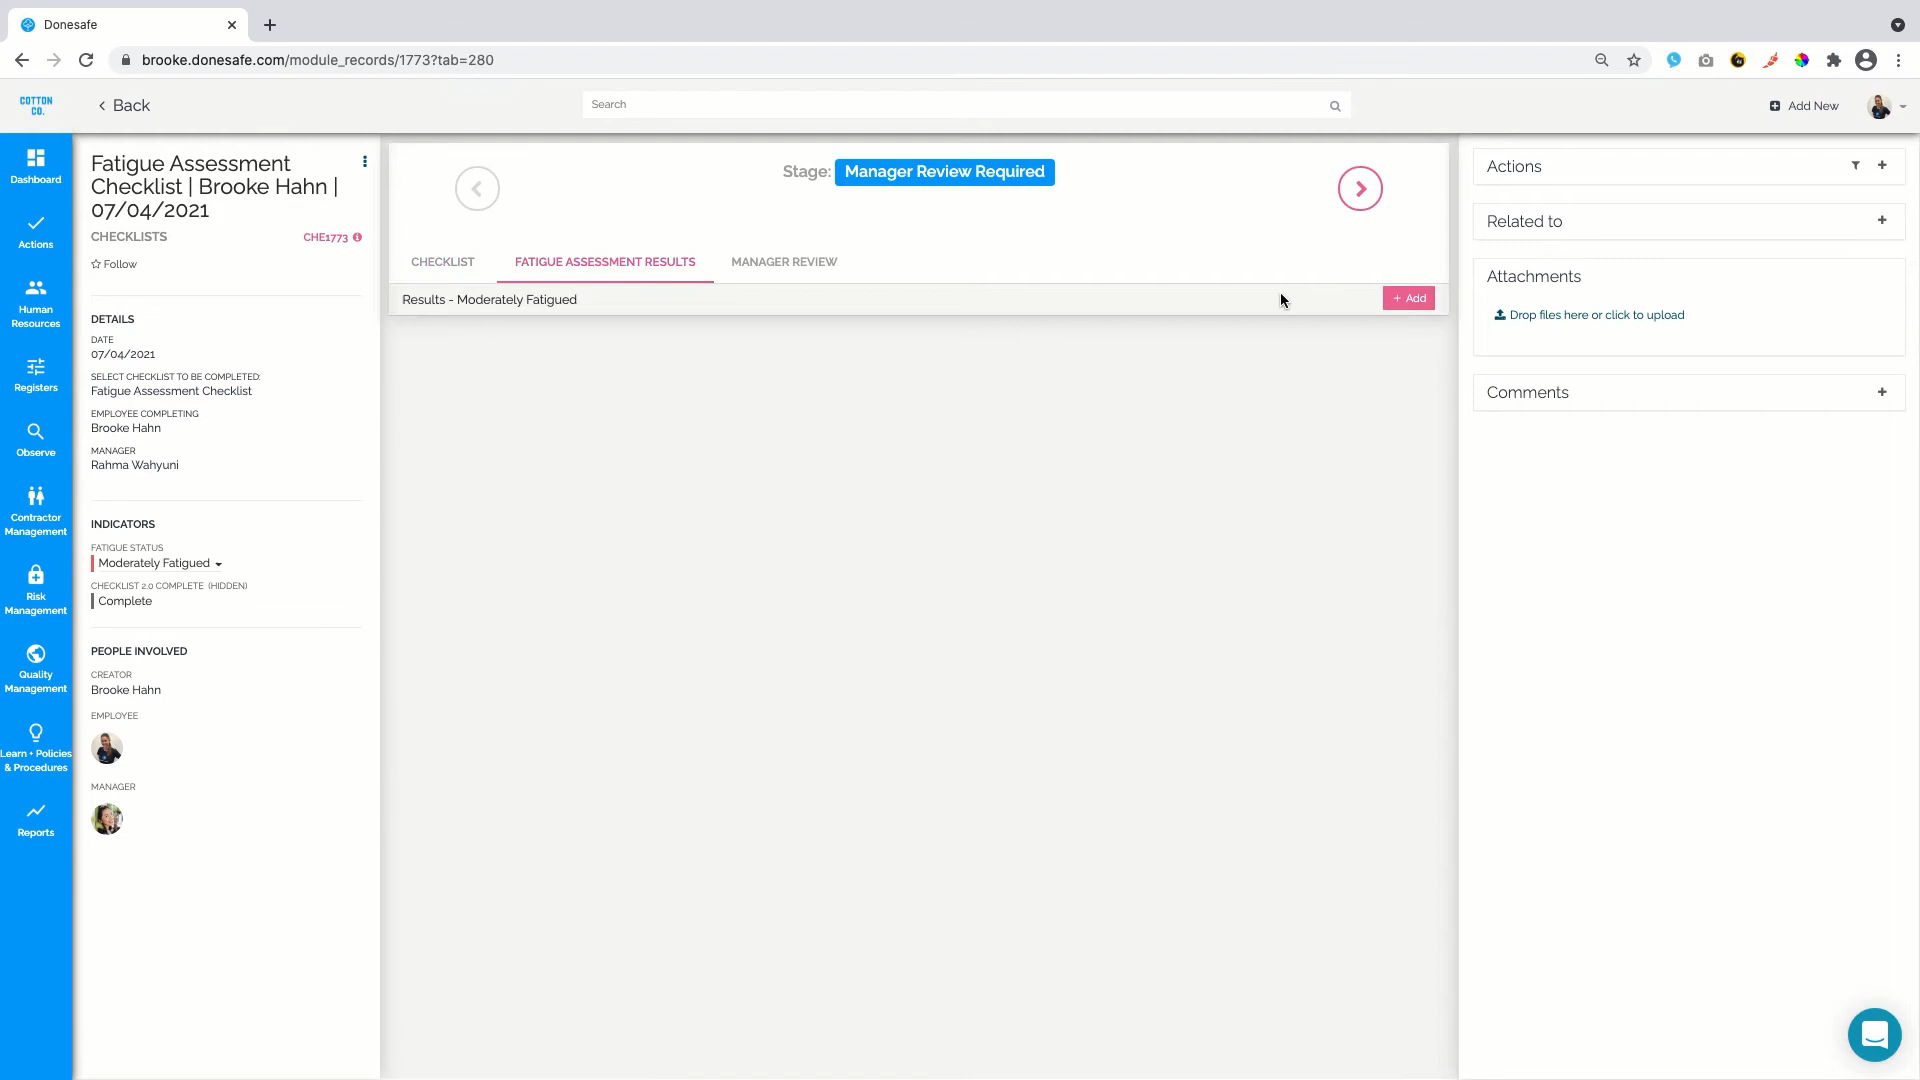 Donesafe
brooke.donesafe.com/module_records/1773?tab=280
COTTON CO.
Back
Search
Add New
Dashboard
Actions
Human Resources
Registers
Observe
Contractor Management
Risk Management
Quality Management
Learn + Policies & Procedures
Reports
Fatigue Assessment
Checklist | Brooke Hahn |
07/04/2021
CHECKLISTS
CHE1773
Follow
DETAILS
DATE
07/04/2021
SELECT CHECKLIST TO BE COMPLETED:
Fatigue Assessment Checklist
EMPLOYEE COMPLETING
Brooke Hahn
MANAGER
Rahma Wahyuni
INDICATORS
FATIGUE STATUS
Moderately Fatigued
CHECKLIST 2.0 COMPLETE (HIDDEN)
Complete
PEOPLE INVOLVED
CREATOR
Brooke Hahn
EMPLOYEE
MANAGER
Stage: Manager Review Required
CHECKLIST
FATIGUE ASSESSMENT RESULTS
MANAGER REVIEW
Results - Moderately Fatigued
+ Add
Actions
Related to
Attachments
Drop files here or click to upload
Comments